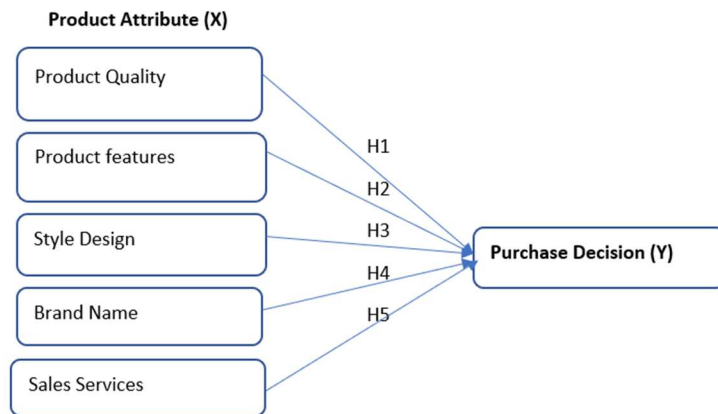 Product Attribute (X)
Product Quality
H1
Product features
H2
H3
Style Design
Purchase Decision (Y)
H4
Brand Name
H5
Sales Services